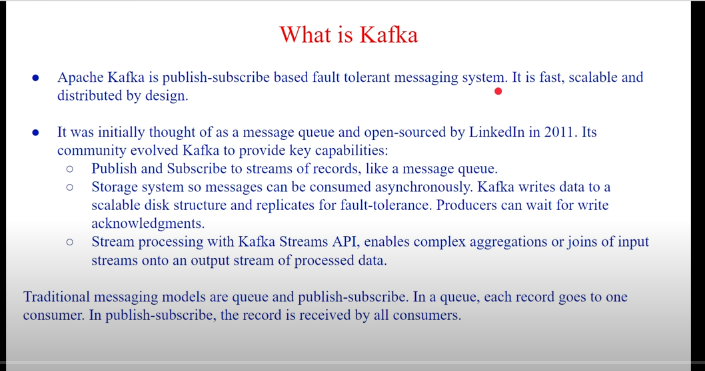 What is Kafka
● Apache Kafka is publish-subscribe based fault tolerant messaging system. It is fast, scalable and
distributed by design.
● It was initially thought of as a message queue and open-sourced by LinkedIn in 2011. Its
community evolved Kafka to provide key capabilities:
○ Publish and Subscribe to streams of records, like a message queue.
○ Storage system so messages can be consumed asynchronously. Kafka writes data to a
scalable disk structure and replicates for fault-tolerance. Producers can wait for write
acknowledgments.
○ Stream processing with Kafka Streams API, enables complex aggregations or joins of input
streams onto an output stream of processed data.
Traditional messaging models are queue and publish-subscribe. In a queue, each record goes to one
consumer. In publish-subscribe, the record is received by all consumers.